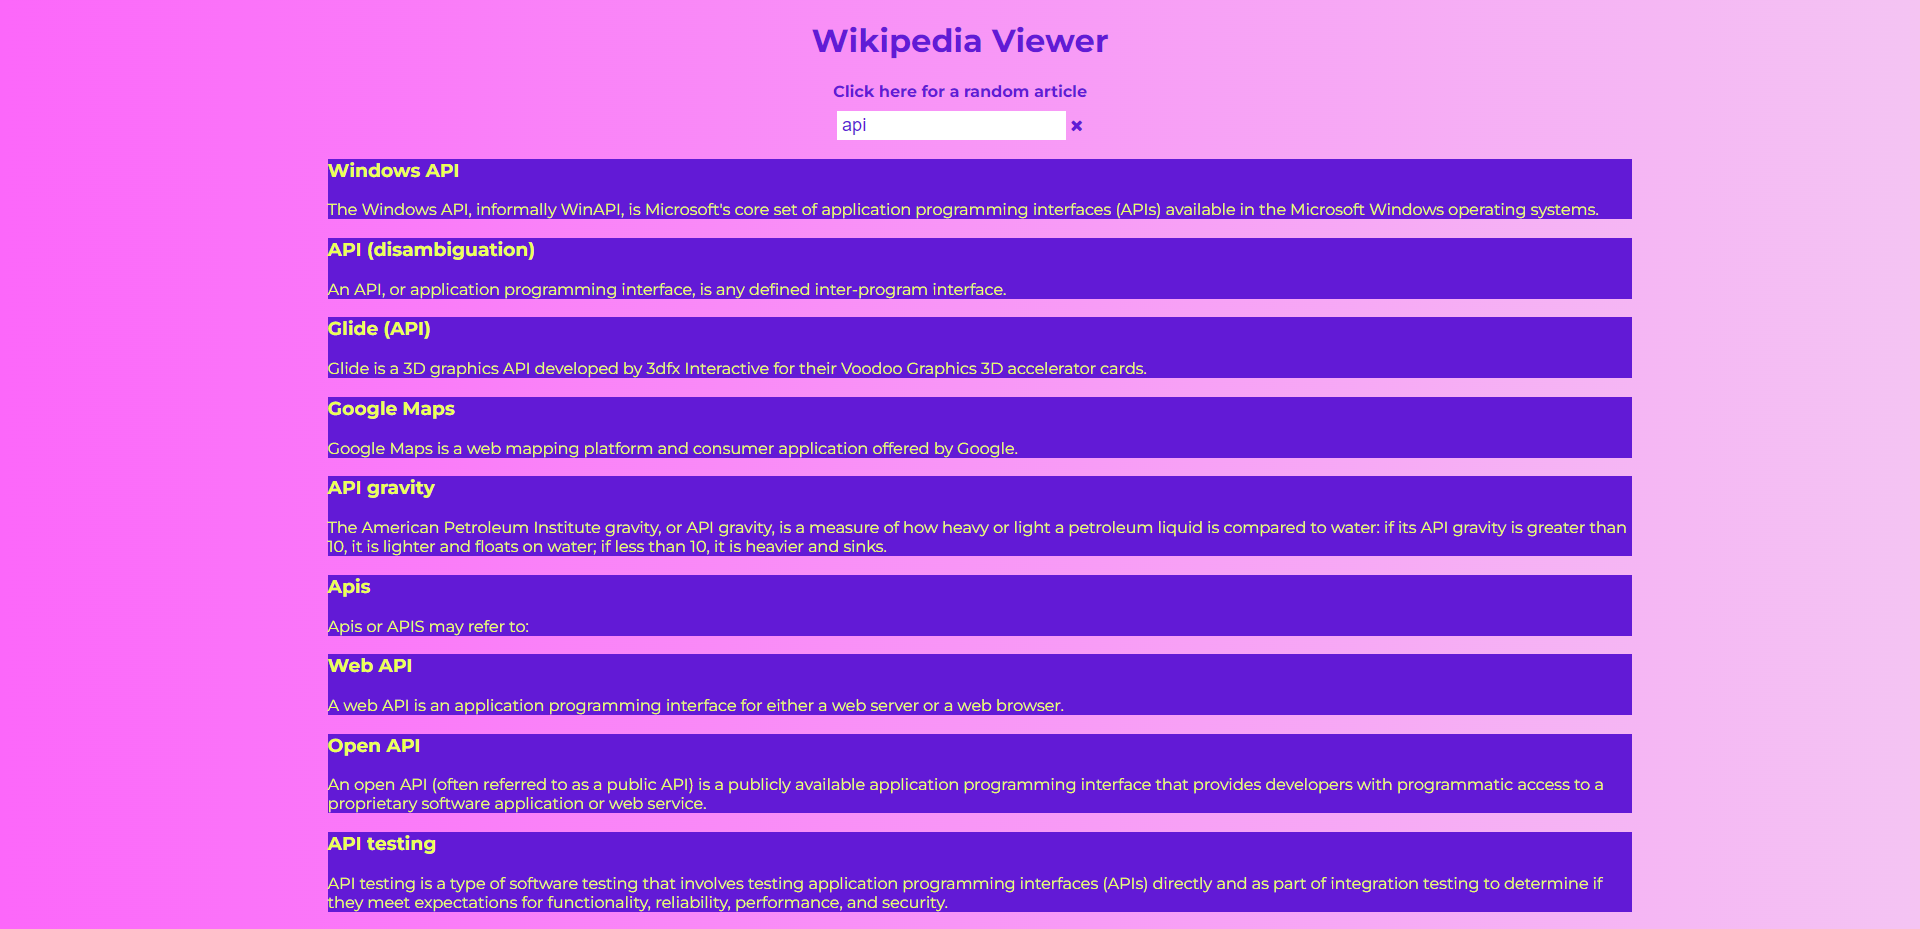 Wikipedia Viewer
Click here for a random article
api
Windows API
The Windows API, informally WinAPI, is Microsoft's core set of application programming interfaces (APIs) available in the Microsoft Windows operating systems.
API (disambiguation)
An API, or application programming interface, is any defined inter-program interface.
Glide (API)
Glide is a 3D graphics API developed by 3dfx Interactive for their Voodoo Graphics 3D accelerator cards.
Google Maps
Google Maps is a web mapping platform and consumer application offered by Google.
API gravity
The American Petroleum Institute gravity, or API gravity, is a measure of how heavy or light a petroleum liquid is compared to water: if its API gravity is greater than
10, it is lighter and floats on water; if less than 10, it is heavier and sinks.
Apis
Apis or APIS may refer to:
Web API
A web API is an application programming interface for either a web server or a web browser.
Open API
An open API (often referred to as a public API) is a publicly available application programming interface that provides developers with programmatic access to a
proprietary software application or web service.
API testing
API testing is a type of software testing that involves testing application programming interfaces (APIs) directly and as part of integration testing to determine if
they meet expectations for functionality, reliability, performance, and security.